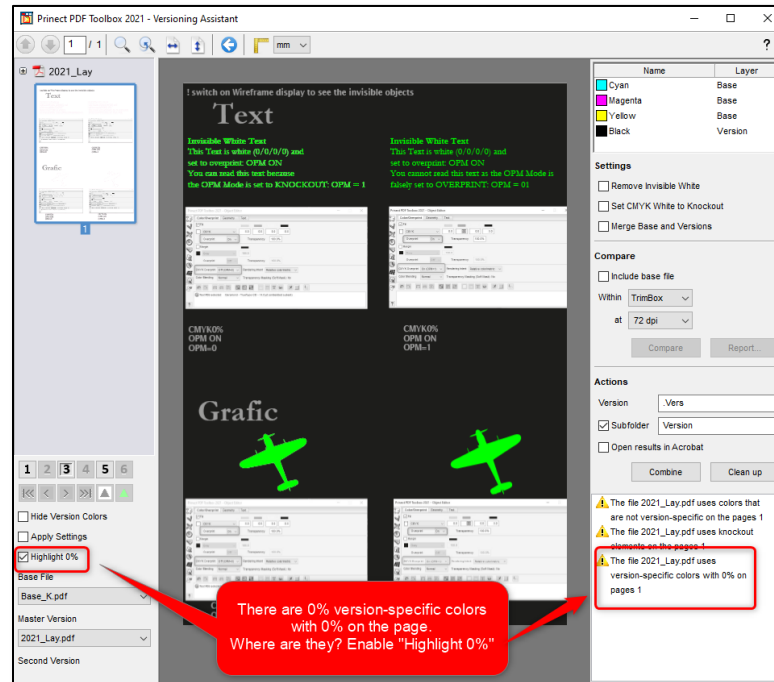 Prinect PDF Toolbox 2021 - Versioning Assistant
1 / 1
mm
?
2021_Lay
Text
Grafic
1
! switch on Wireframe display to see the invisible objects
Text
Invisible White Text
This Text is white (0/0/0/0) and
set to overprint: OPM ON
You can read this text because
the OPM Mode is set to KNOCKOUT: OPM = 1
Invisible White Text
This Text is white (0/0/0/0) and
set to overprint: OPM ON
You cannot read this text as the OPM Mode is
falsely set to OVERPRINT: OPM = 01
CMYK0%
OPM ON
OPM=0
CMYK0%
OPM ON
OPM=1
Grafic
1 2 3 4 5 6
Hide Version Colors
Apply Settings
Highlight 0%
Base File
Base_K.pdf
Master Version
2021_Lay.pdf
Second Version
There are 0% version-specific colors
with 0% on the page.
Where are they? Enable "Highlight 0%"
Name Layer
Cyan Base
Magenta Base
Yellow Base
Black Version
Settings
Remove Invisible White
Set CMYK White to Knockout
Merge Base and Versions
Compare
Include base file
Within TrimBox
at 72 dpi
Compare Report...
Actions
Version .Vers
Subfolder Version
Open results in Acrobat
Combine Clean up
The file 2021_Lay.pdf uses colors that
are not version-specific on the pages 1
The file 2021_Lay.pdf uses knockout
elements on the pages 1
The file 2021_Lay.pdf uses
version-specific colors with 0% on
pages 1